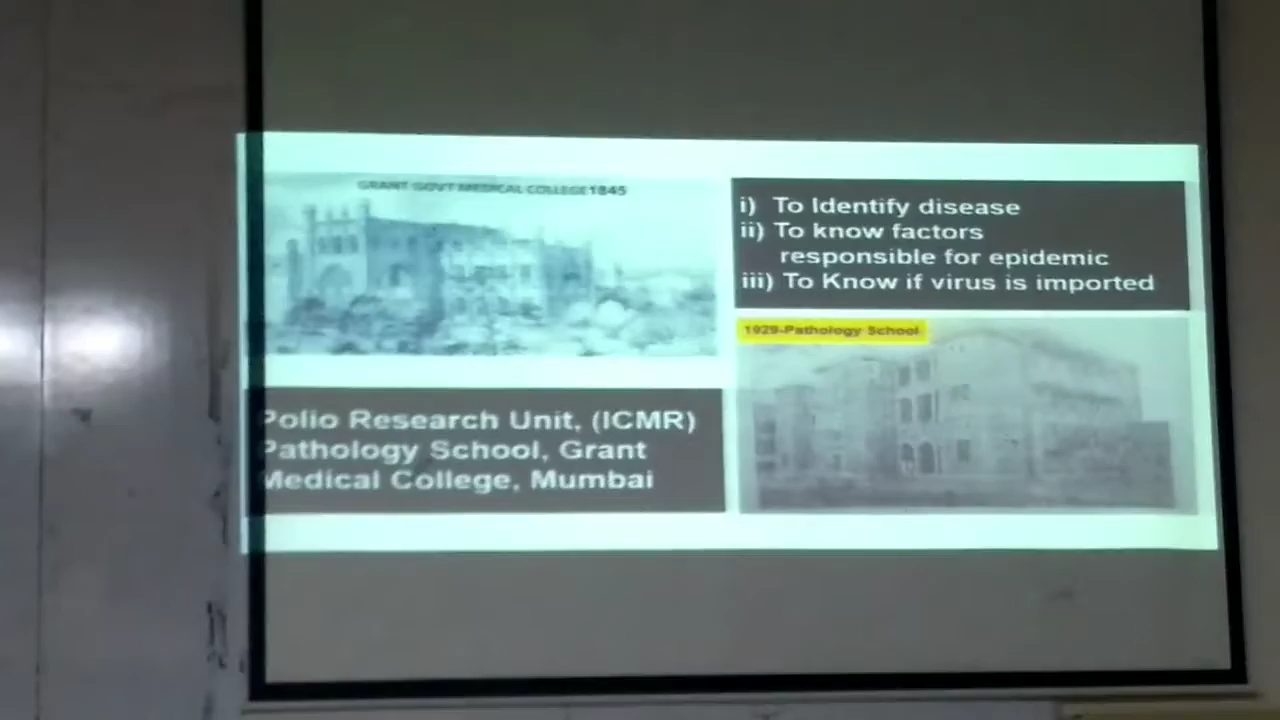 GRANT GOVT MEDICAL COLLEGE 1845
i) To Identify disease
ii) To know factors
responsible for epidemic
iii) To Know if virus is imported
1929-Pathology School
Polio Research Unit, (ICMR)
Pathology School, Grant
Medical College, Mumbai